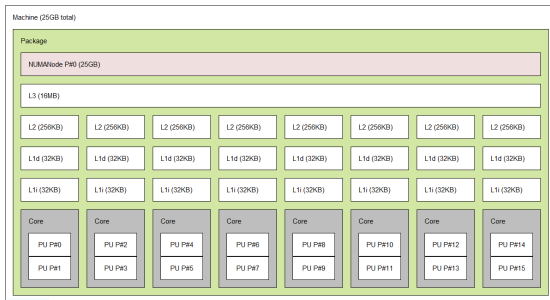 Machine (25GB total)
Package
NUMANode P#0 (25GB)
L3 (16MB)
L2 (256KB) L2 (256KB) L2 (256KB) L2 (256KB) L2 (256KB) L2 (256KB) L2 (256KB) L2 (256KB)
L1d (32KB) L1d (32KB) L1d (32KB) L1d (32KB) L1d (32KB) L1d (32KB) L1d (32KB) L1d (32KB)
L1i (32KB) L1i (32KB) L1i (32KB) L1i (32KB) L1i (32KB) L1i (32KB) L1i (32KB) L1i (32KB)
Core Core Core Core Core Core Core Core
PU P#0 PU P#2 PU P#4 PU P#6 PU P#8 PU P#10 PU P#12 PU P#14
PU P#1 PU P#3 PU P#5 PU P#7 PU P#9 PU P#11 PU P#13 PU P#15